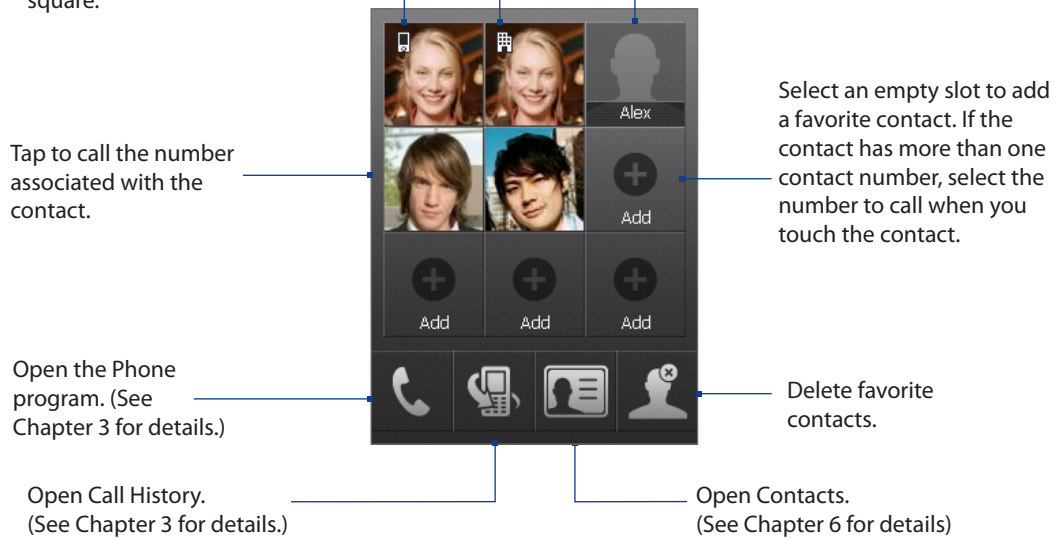 square.
Alex
Tap to call the number
associated with the
contact.
Select an empty slot to add
a favorite contact. If the
contact has more than one
contact number, select the
number to call when you
touch the contact.
Add
Add
Add
Add
Open the Phone
program. (See
Chapter 3 for details.)
Delete favorite
contacts.
Open Call History.
(See Chapter 3 for details.)
Open Contacts.
(See Chapter 6 for details)